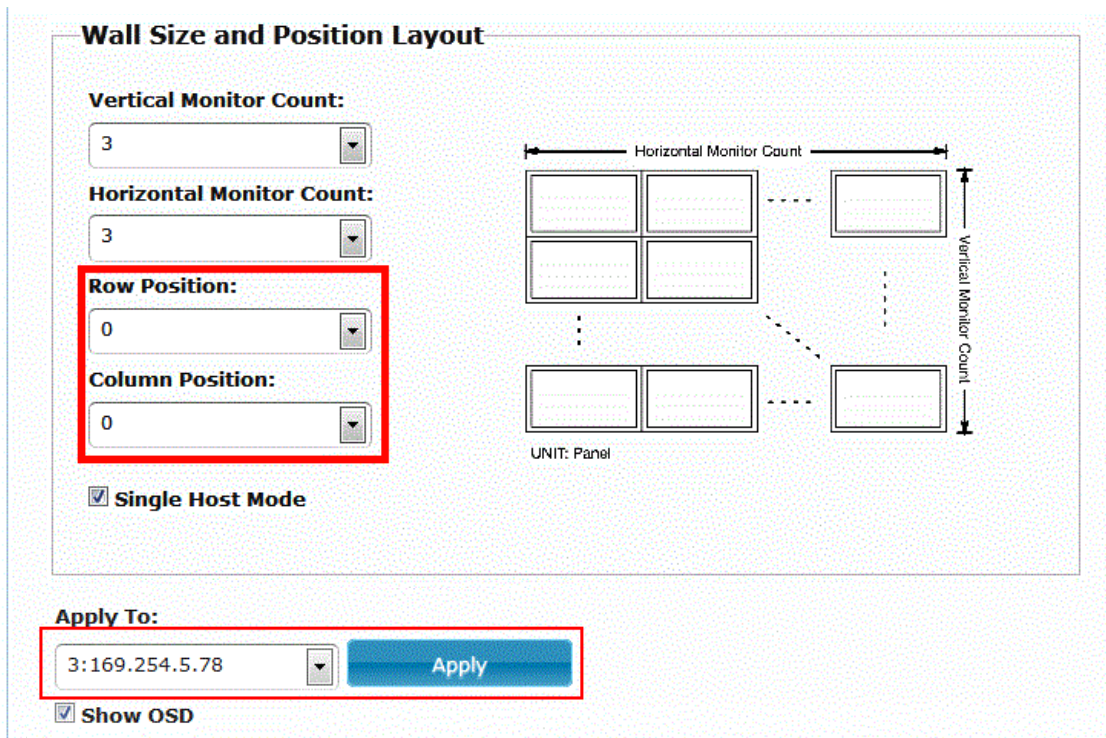 Wall Size and Position Layout
Vertical Monitor Count:
3
Horizontal Monitor Count:
3
Row Position:
0
Column Position:
0
Single Host Mode
Horizontal Monitor Count
Vertical Monitor Count
UNIT: Panel
Apply To:
3:169.254.5.78
Apply
Show OSD